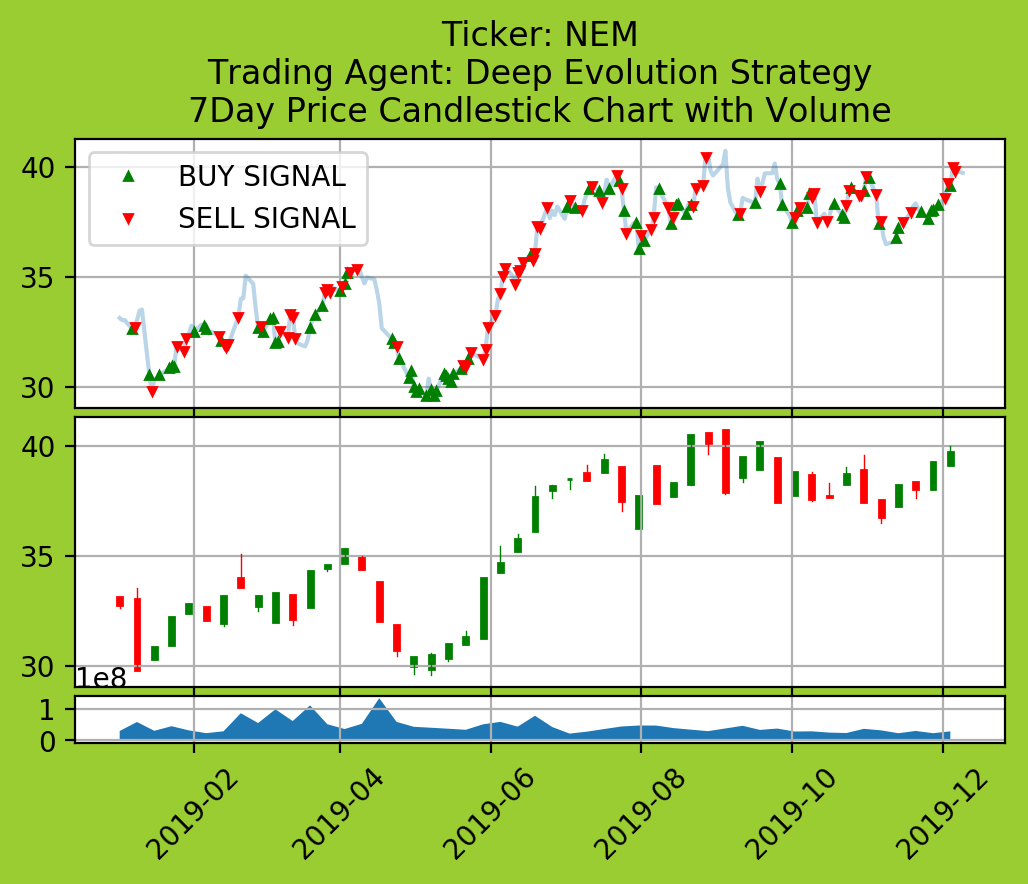 Ticker: NEM
Trading Agent: Deep Evolution Strategy
7Day Price Candlestick Chart with Volume
BUY SIGNAL
SELL SIGNAL
40
35
30
40
35
30
1e8
1
0
2019-02
2019-04
2019-06
2019-08
2019-10
2019-12